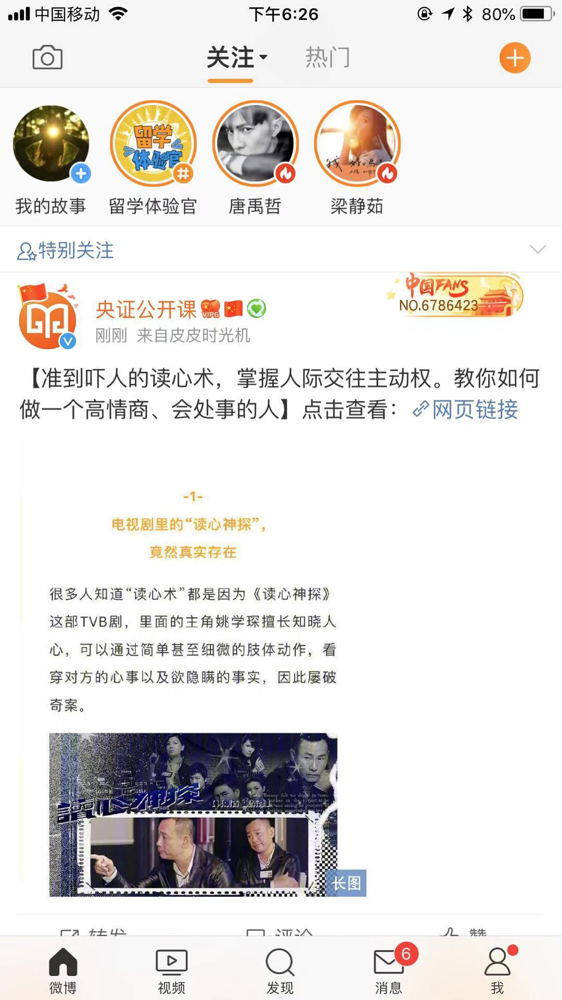 中国移动 下午6:26 80%
关注 热门
留学
体验官
我的故事 留学体验官 唐禹哲 梁静茹
特别关注
央证公开课 VIP6
中国FANS
NO.6786423
刚刚 来自皮皮时光机
【准到吓人的读心术，掌握人际交往主动权。教你如何
做一个高情商、会处事的人】点击查看： 网页链接
-1-
电视剧里的“读心神探”，
竟然真实存在
很多人知道“读心术”都是因为《读心神探》
这部TVB剧，里面的主角姚学琛擅长知晓人
心，可以通过简单甚至细微的肢体动作，看
穿对方的心事以及欲隐瞒的事实，因此屡破
奇案。
讀心神探
长图
转发 评论 赞
6
微博 视频 发现 消息 我